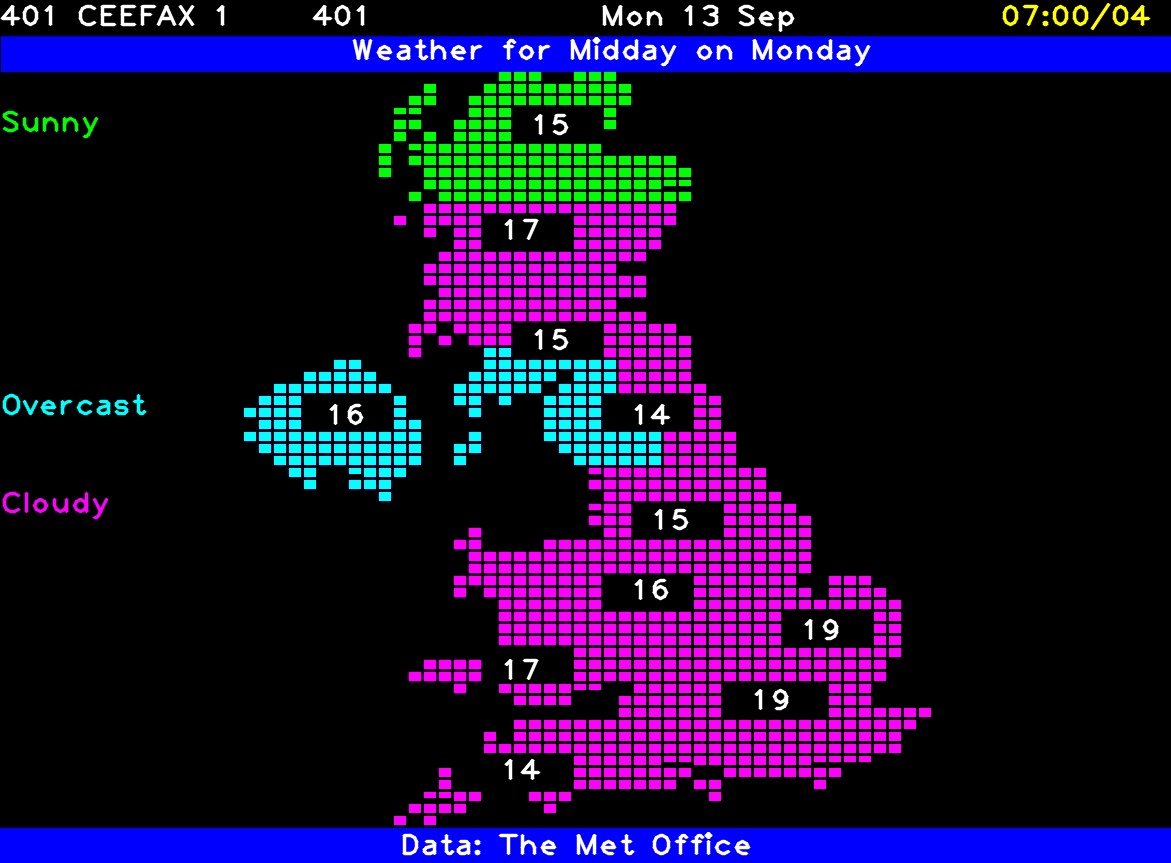 401 CEEFAX 1 401 Mon 13 Sep 07:00/04
Weather for Midday on Monday
Sunny
15
17
15
Overcast
16
14
Cloudy
15
16
19
17
19
14
Data: The Met Office